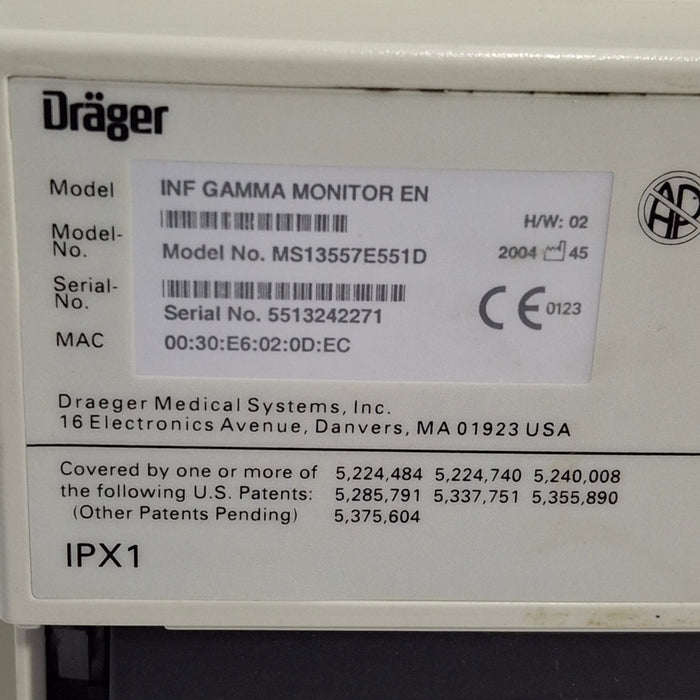 Dräger
Model INF GAMMA MONITOR EN
H/W: 02
Model-
No. Model No. MS13557E551D
2004 45
Serial-
No. Serial No. 5513242271
CE 0123
MAC 00:30:E6:02:0D:EC
Draeger Medical Systems, Inc.
16 Electronics Avenue, Danvers, MA 01923 USA
Covered by one or more of 5,224,484 5,224,740 5,240,008
the following U.S. Patents: 5,285,791 5,337,751 5,355,890
(Other Patents Pending) 5,375,604
IPX1